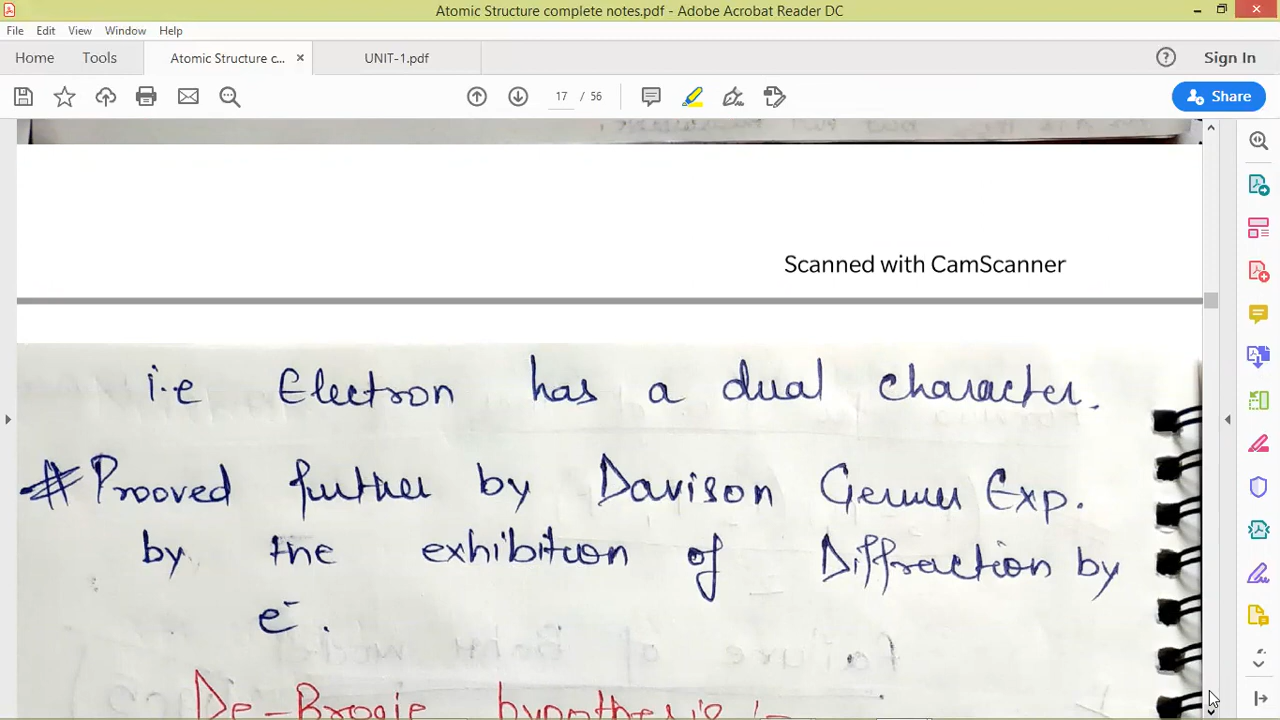 Atomic Structure complete notes.pdf - Adobe Acrobat Reader DC
File Edit View Window Help
Home Tools Atomic Structure c... × UNIT-1.pdf ? Sign In
17 / 56 Share
Scanned with CamScanner
i.e Electron has a dual character.
# Prooved further by Davison Germer Exp.
by the exhibition of Diffraction by
e⁻.
De-Brogie hypothesis :-